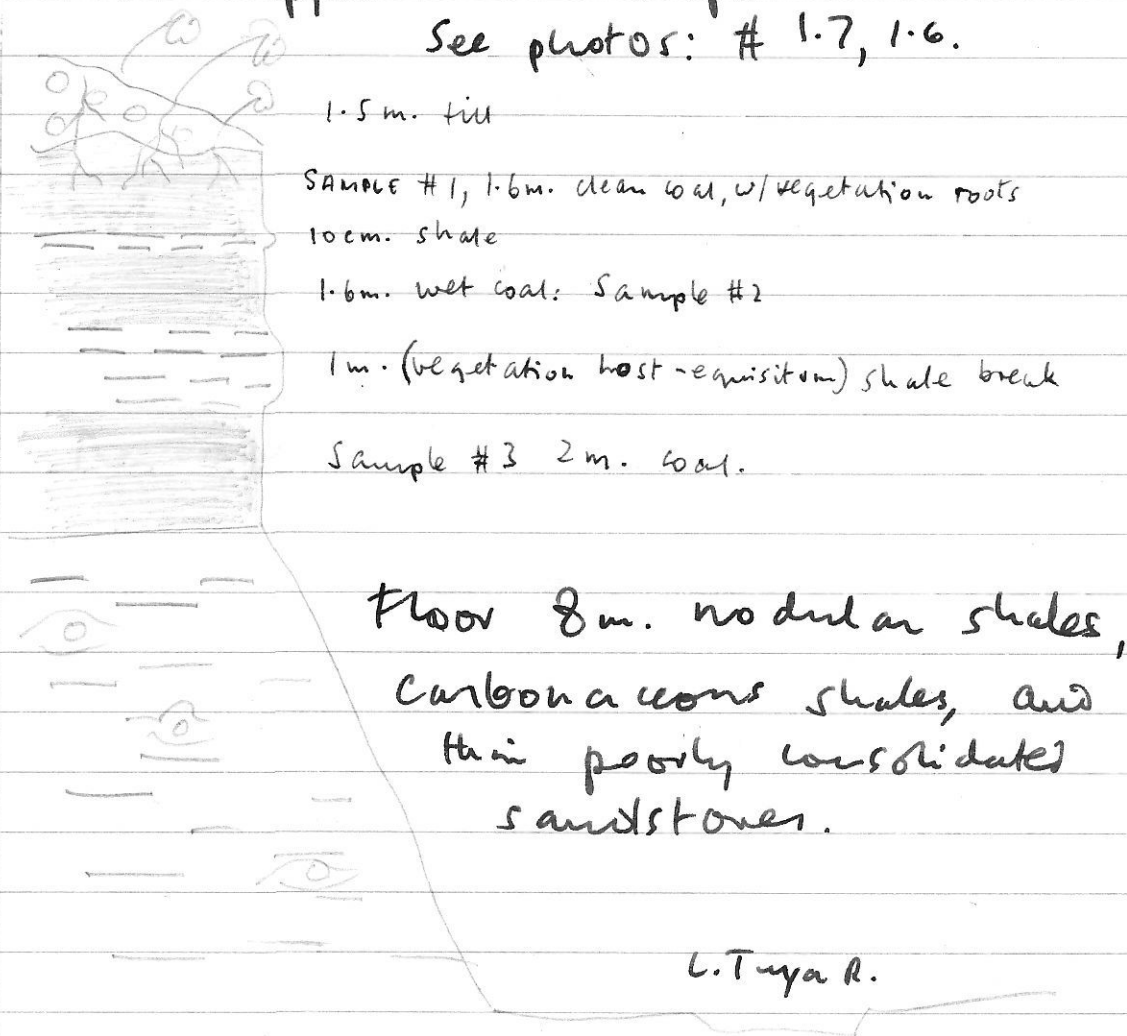 See photos: # 1.7, 1.6.
1.5m. till
SAMPLE #1, 1.6m. clean coal, w/vegetation roots
10cm. shale
1.6m. wet coal: Sample #2
1m. (vegetation host-equisitum) shale break
Sample #3 2m. coal.
Floor 8m. nodular shales,
carbonaceous shales, and
thin poorly consolidated
sandstones.
L. Tuya R.